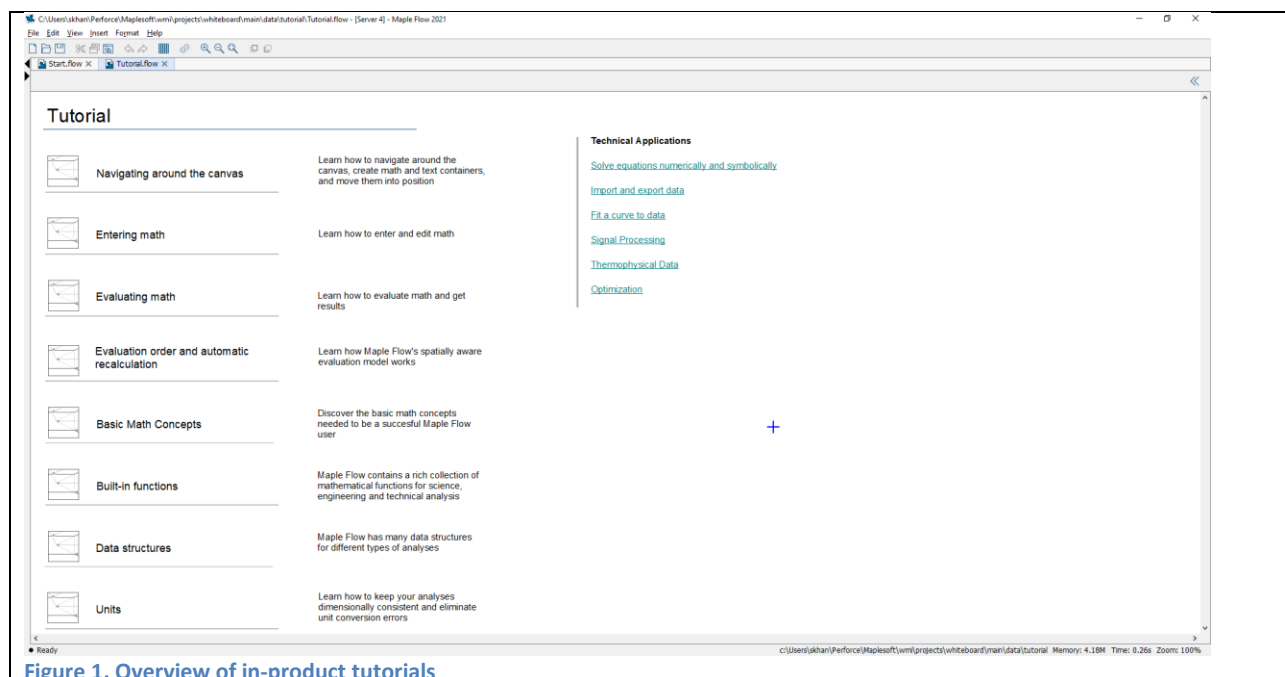 C:\Users\skhan\Perforce\Maplesoft\wmi\projects\whiteboard\main\data\tutorial\Tutorial.flow - [Server 4] - Maple Flow 2021
File Edit View Insert Format Help
Start.flow Tutorial.flow
Tutorial
Navigating around the canvas
Learn how to navigate around the
canvas, create math and text containers,
and move them into position
Entering math
Learn how to enter and edit math
Evaluating math
Learn how to evaluate math and get
results
Evaluation order and automatic
recalculation
Learn how Maple Flow's spatially aware
evaluation model works
Basic Math Concepts
Discover the basic math concepts
needed to be a succesful Maple Flow
user
Built-in functions
Maple Flow contains a rich collection of
mathematical functions for science,
engineering and technical analysis
Data structures
Maple Flow has many data structures
for different types of analyses
Units
Learn how to keep your analyses
dimensionally consistent and eliminate
unit conversion errors
Technical Applications
Solve equations numerically and symbolically
Import and export data
Fit a curve to data
Signal Processing
Thermophysical Data
Optimization
Ready
c:\Users\skhan\Perforce\Maplesoft\wmi\projects\whiteboard\main\data\tutorial Memory: 4.18M Time: 0.26s Zoom: 100%
Figure 1. Overview of in-product tutorials